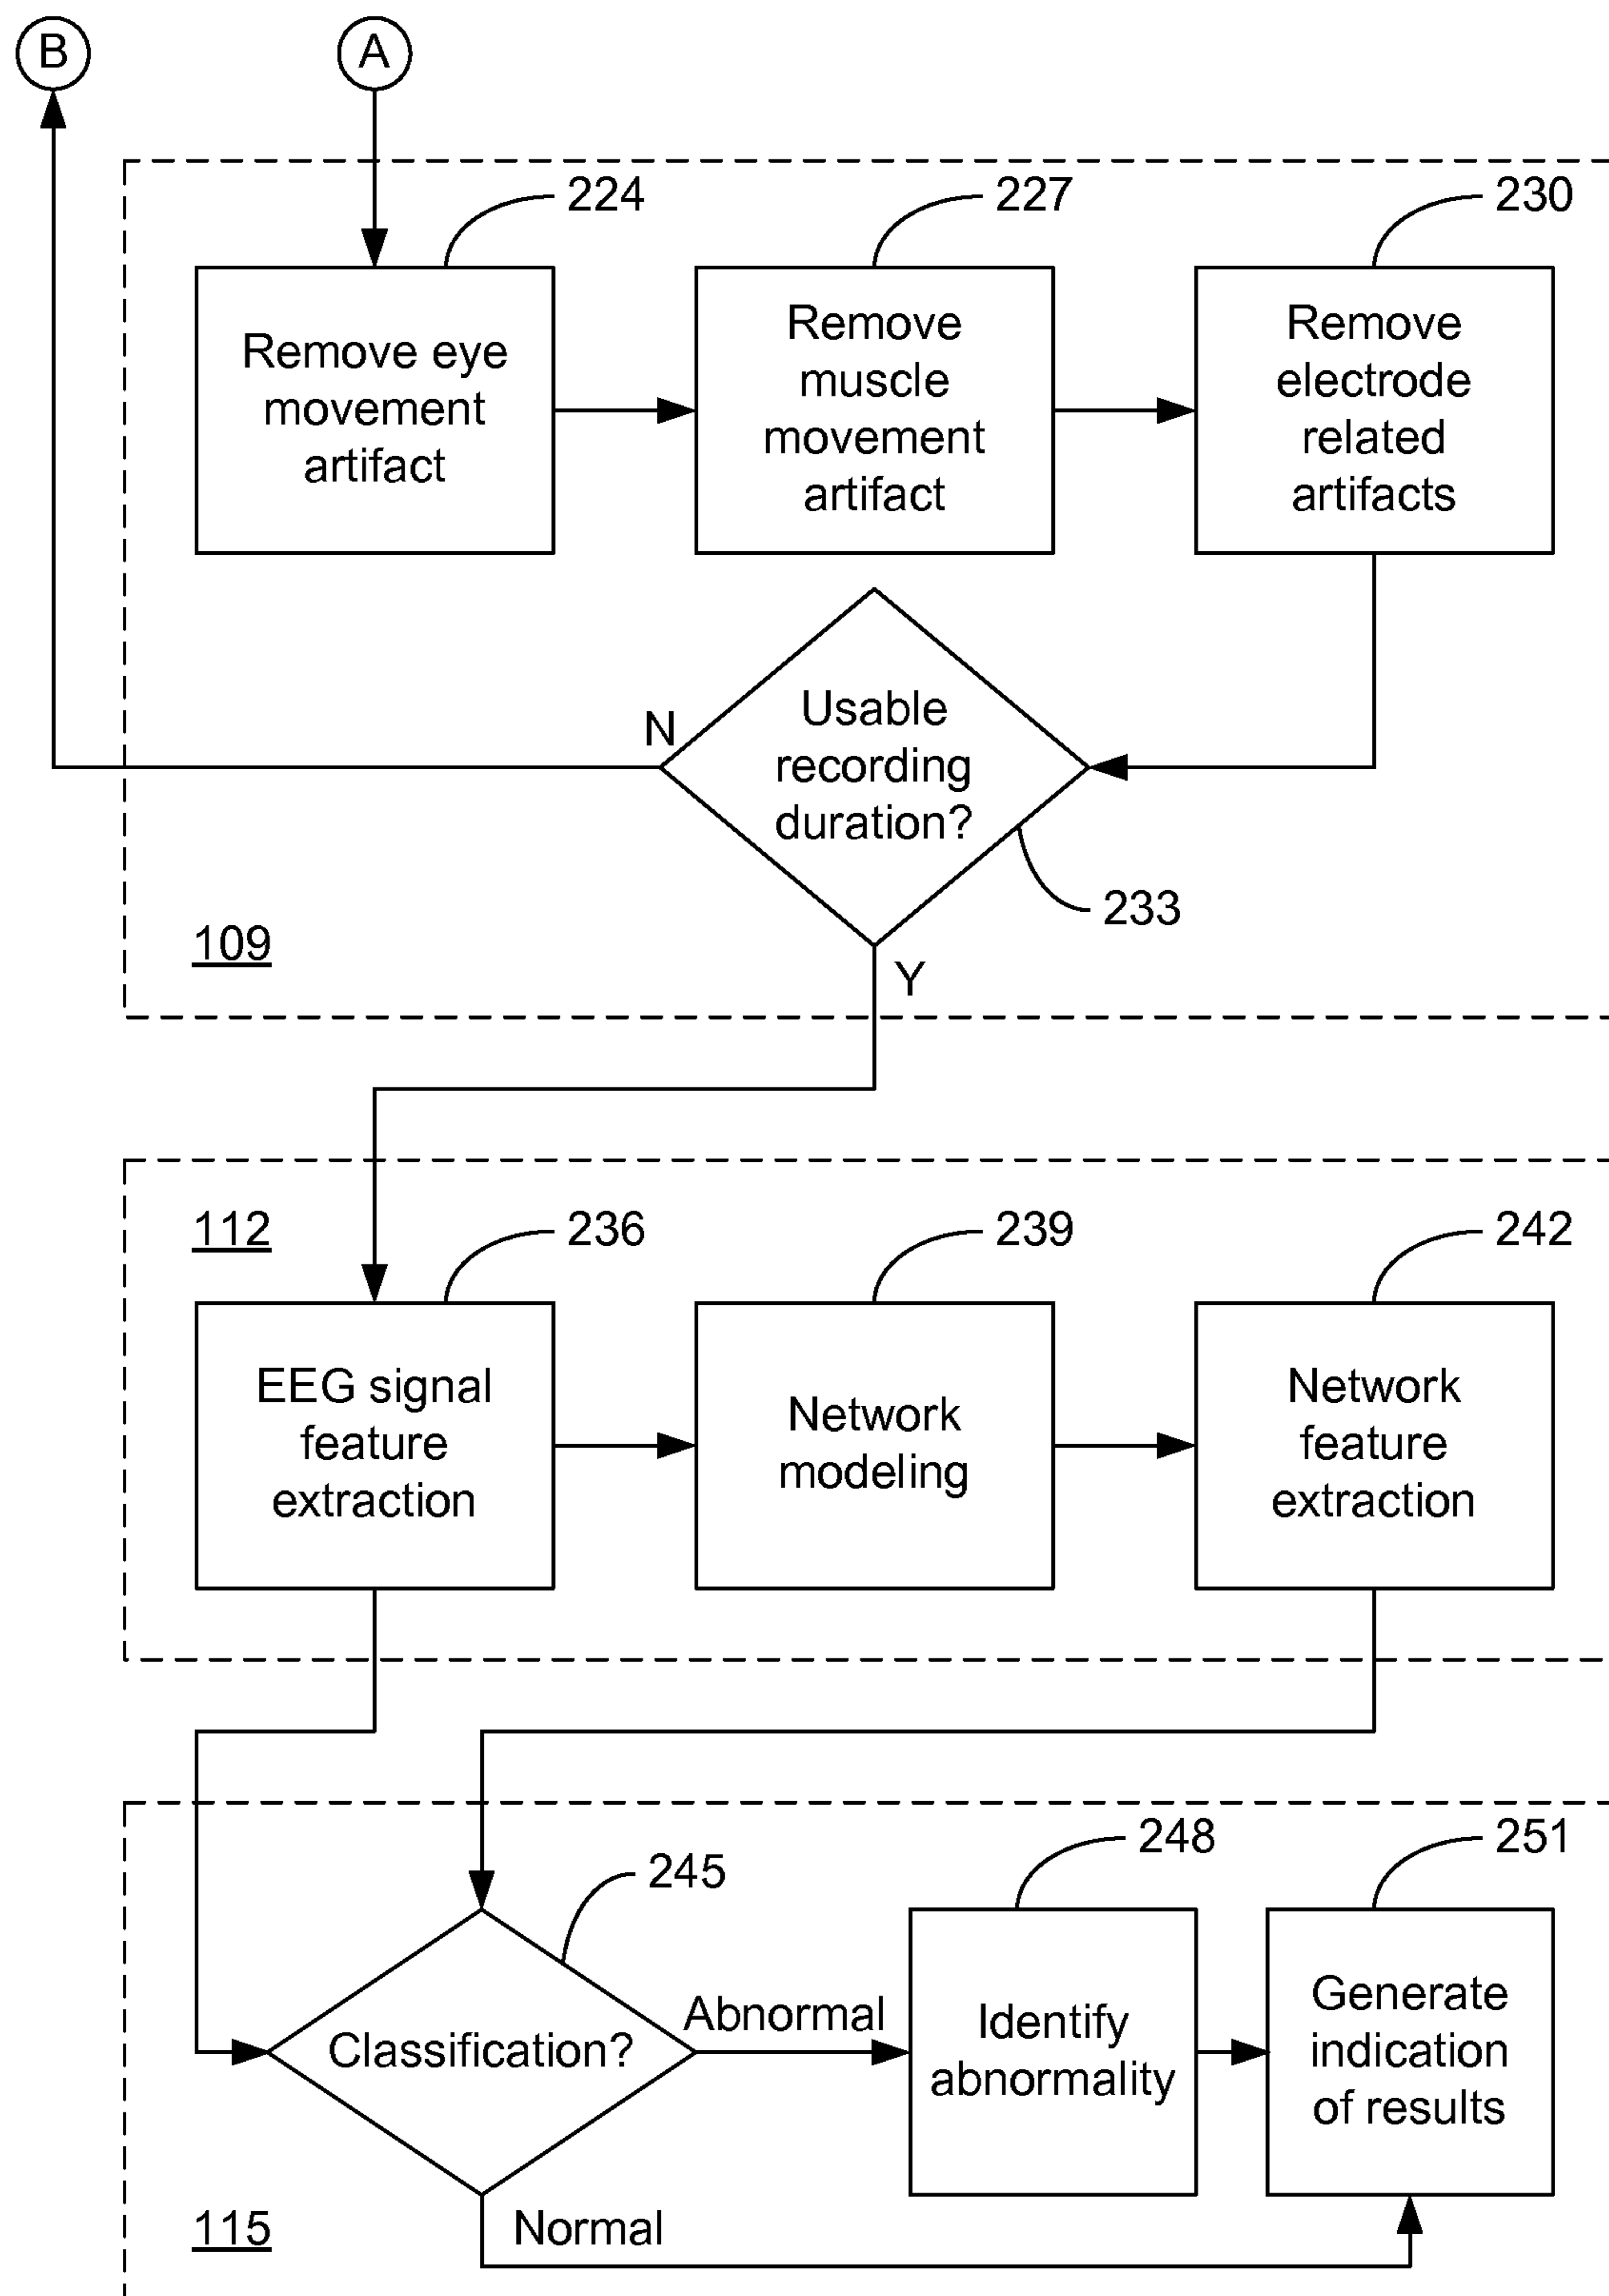 B
A
224
227
230
Remove eye
movement
artifact
Remove
muscle
movement
artifact
Remove
electrode
related
artifacts
N
Usable
recording
duration?
233
109
Y
112
236
239
242
EEG signal
feature
extraction
Network
modeling
Network
feature
extraction
245
248
251
Classification?
Abnormal
Identify
abnormality
Generate
indication
of results
115
Normal